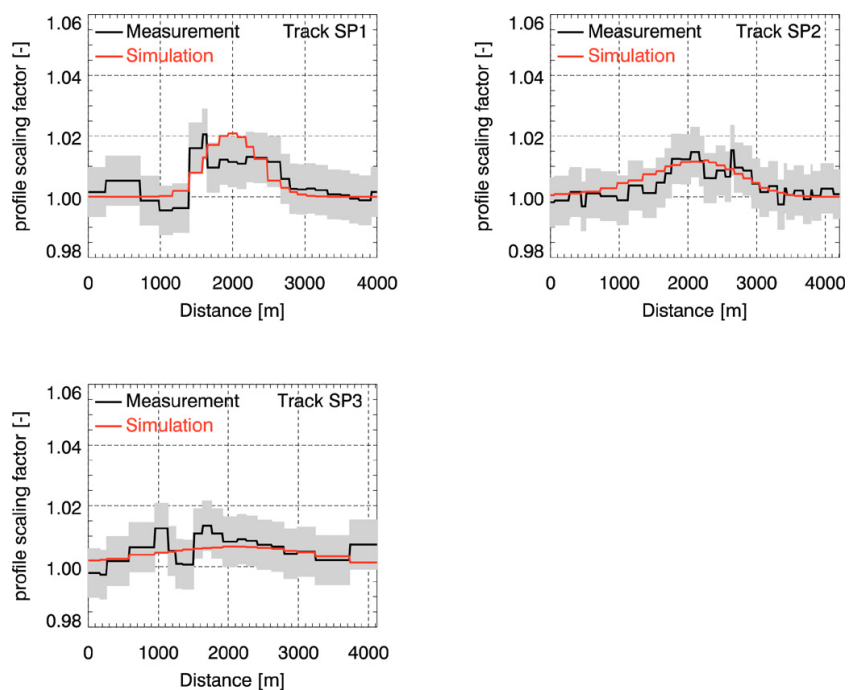 1.06
Measurement Track SP1
Simulation
1.04
1.02
1.00
0.98
profile scaling factor [-]
0 1000 2000 3000 4000
Distance [m]
1.06
Measurement Track SP2
Simulation
1.04
1.02
1.00
0.98
profile scaling factor [-]
0 1000 2000 3000 4000
Distance [m]
1.06
Measurement Track SP3
Simulation
1.04
1.02
1.00
0.98
profile scaling factor [-]
0 1000 2000 3000 4000
Distance [m]